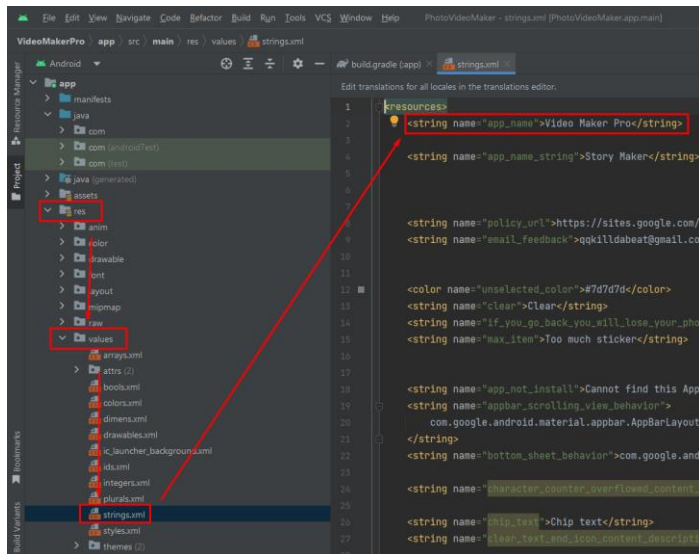 File Edit View Navigate Code Refactor Build Run Tools VCS Window Help PhotoVideoMaker - strings.xml [PhotoVideoMaker.app.main]
VideoMakerPro app src main res values strings.xml
Android
build.gradle (:app)
strings.xml
Resource Manager
Project
Bookmarks
Build Variants
app
manifests
java
com
com (androidTest)
com (test)
java (generated)
assets
res
anim
color
drawable
font
layout
mipmap
raw
values
arrays.xml
attrs (2)
bools.xml
colors.xml
dimens.xml
drawables.xml
ic_launcher_background.xml
ids.xml
integers.xml
plurals.xml
strings.xml
styles.xml
themes (2)
Edit translations for all locales in the translations editor.
1 <resources>
2 <string name="app_name">Video Maker Pro</string>
3
4 <string name="app_name_string">Story Maker</string>
5
6
7
8 <string name="policy_url">https://sites.google.com/
9 <string name="email_feedback">qqkilldabeat@gmail.co
10
11
12 <color name="unselected_color">#7d7d7d</color>
13 <string name="clear">Clear</string>
14 <string name="if_you_go_back_you_will_lose_your_pho
15 <string name="max_item">Too much sticker</string>
16
17
18 <string name="app_not_install">Cannot find this App
19 <string name="appbar_scrolling_view_behavior">
20 com.google.android.material.appbar.AppBarLayout
21 </string>
22 <string name="bottom_sheet_behavior">com.google.and
23
24 <string name="character_counter_overflowed_content_
25
26 <string name="chip_text">Chip text</string>
27 <string name="clear_text_end_icon_content_descripti